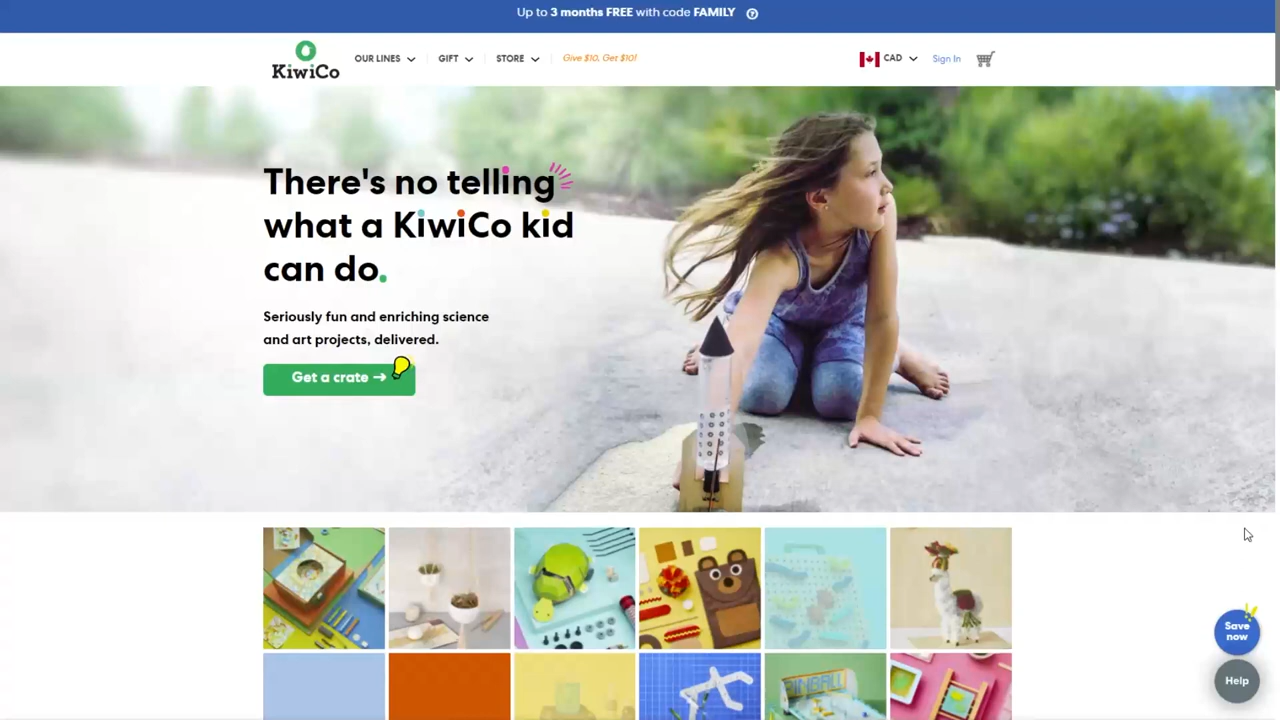 Up to 3 months FREE with code FAMILY ?
KiwiCo
OUR LINES
GIFT
STORE
Give $10, Get $10!
CAD
Sign In
There's no telling
what a KiwiCo kid
can do.
Seriously fun and enriching science
and art projects, delivered.
Get a crate →
PINBALL
Save
now
Help